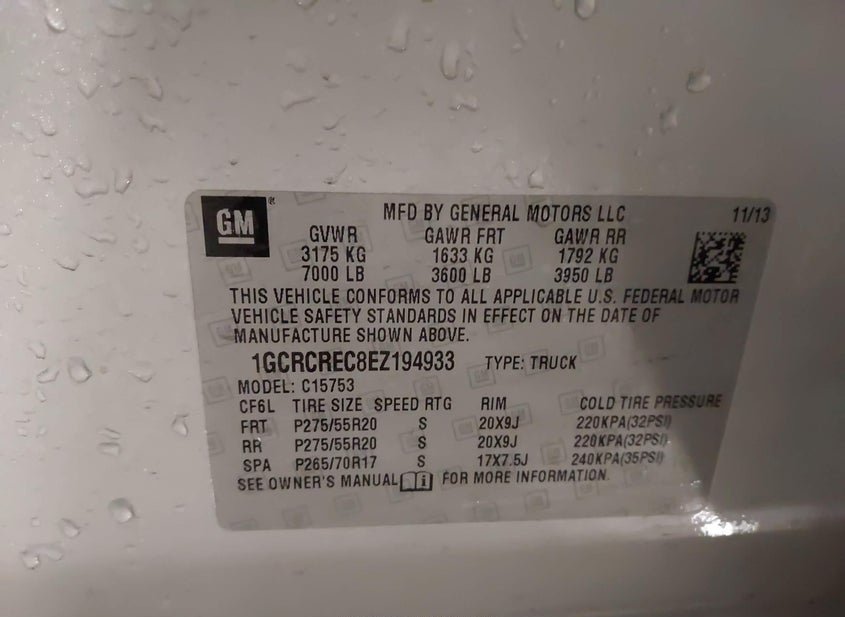 GM ® MFD BY GENERAL MOTORS LLC 11/13
GVWR GAWR FRT GAWR RR
3175 KG 1633 KG 1792 KG
7000 LB 3600 LB 3950 LB
THIS VEHICLE CONFORMS TO ALL APPLICABLE U.S. FEDERAL MOTOR
VEHICLE SAFETY STANDARDS IN EFFECT ON THE DATE OF
MANUFACTURE SHOWN ABOVE.
1GCRCREC8EZ194933 TYPE: TRUCK
MODEL: C15753
CF6L TIRE SIZE SPEED RTG RIM COLD TIRE PRESSURE
FRT P275/55R20 S 20X9J 220KPA(32PSI)
RR P275/55R20 S 20X9J 220KPA(32PSI)
SPA P265/70R17 S 17X7.5J 240KPA(35PSI)
SEE OWNER'S MANUAL FOR MORE INFORMATION.